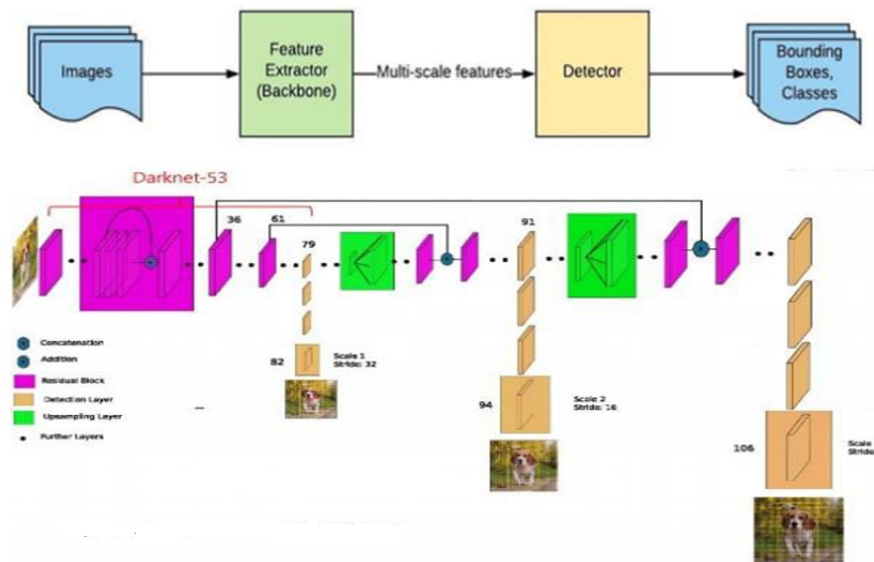 Images
Feature
Extractor
(Backbone)
Multi-scale features
Detector
Bounding
Boxes,
Classes
Darknet-53
36
61
79
91
82
Scale 1
Stride: 32
94
Scale 2
Stride: 16
106
Scale
Stride
Concatenation
Addition
Residual Block
Detection Layer
Upsampling Layer
Further Layers